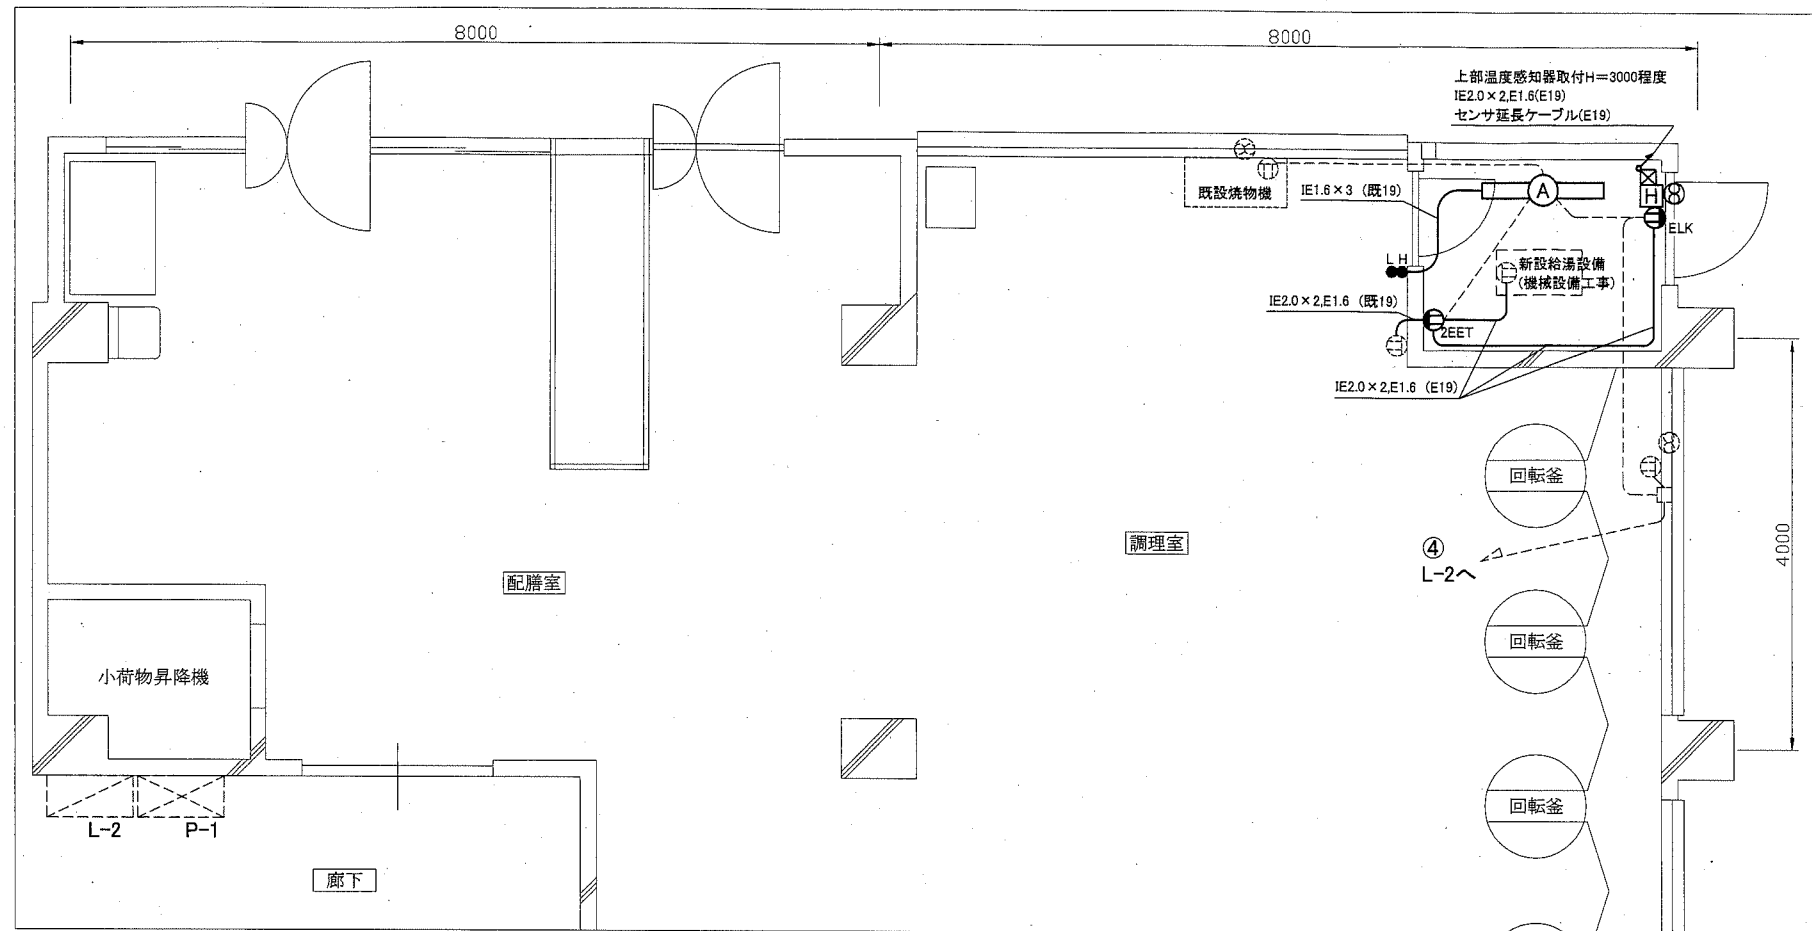 8000
8000
上部温度感知器取付H=3000程度
IE2.0×2,E1.6(E19)
センサ延長ケーブル(E19)
既設焼物機
IE1.6×3 (既19)
A
H
ELK
L H
新設給湯設備
(機械設備工事)
IE2.0×2,E1.6 (既19)
2EET
IE2.0×2,E1.6 (E19)
回転釜
④
L-2へ
調理室
4000
配膳室
回転釜
小荷物昇降機
回転釜
L-2
P-1
廊下